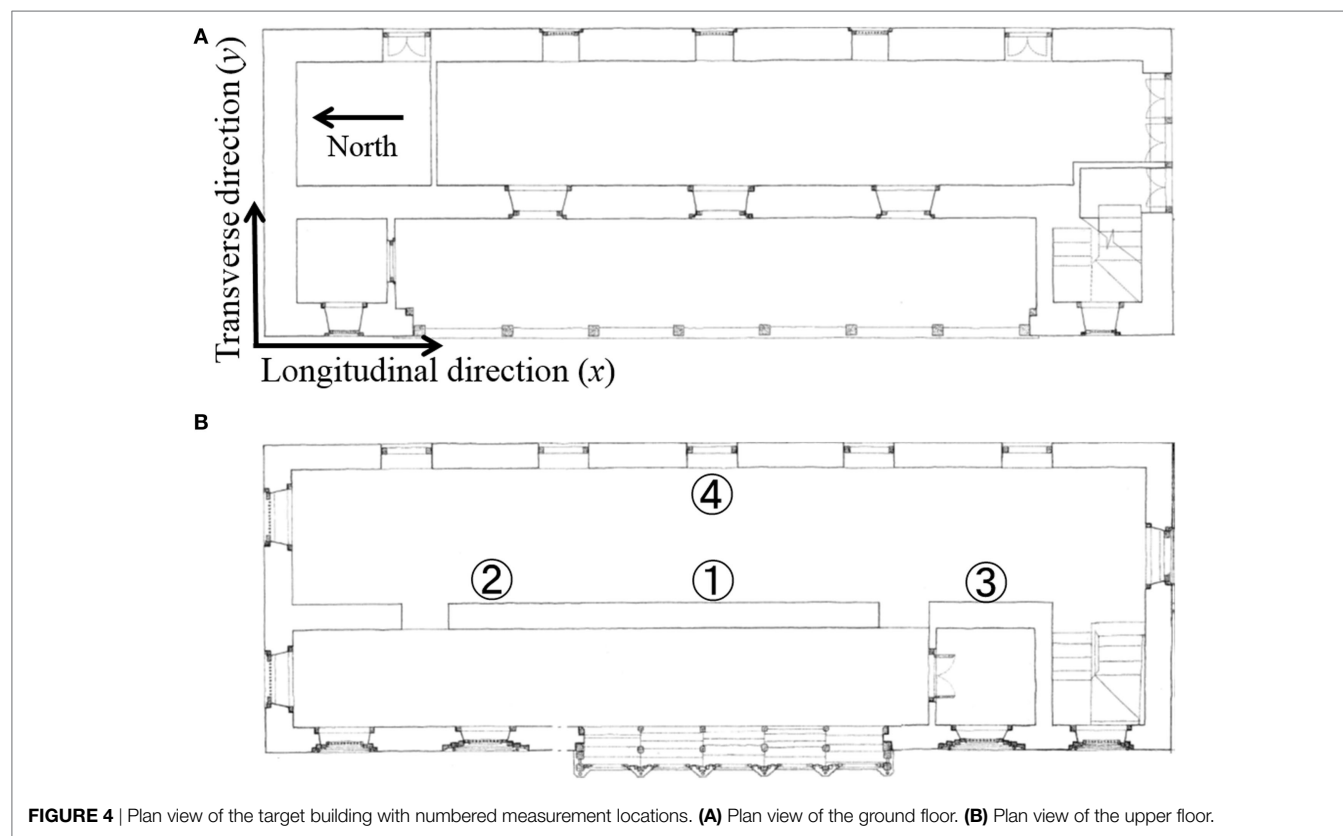 A
Transverse direction (y)
North
Longitudinal direction (x)
B
④
② ① ③
FIGURE 4 | Plan view of the target building with numbered measurement locations. (A) Plan view of the ground floor. (B) Plan view of the upper floor.